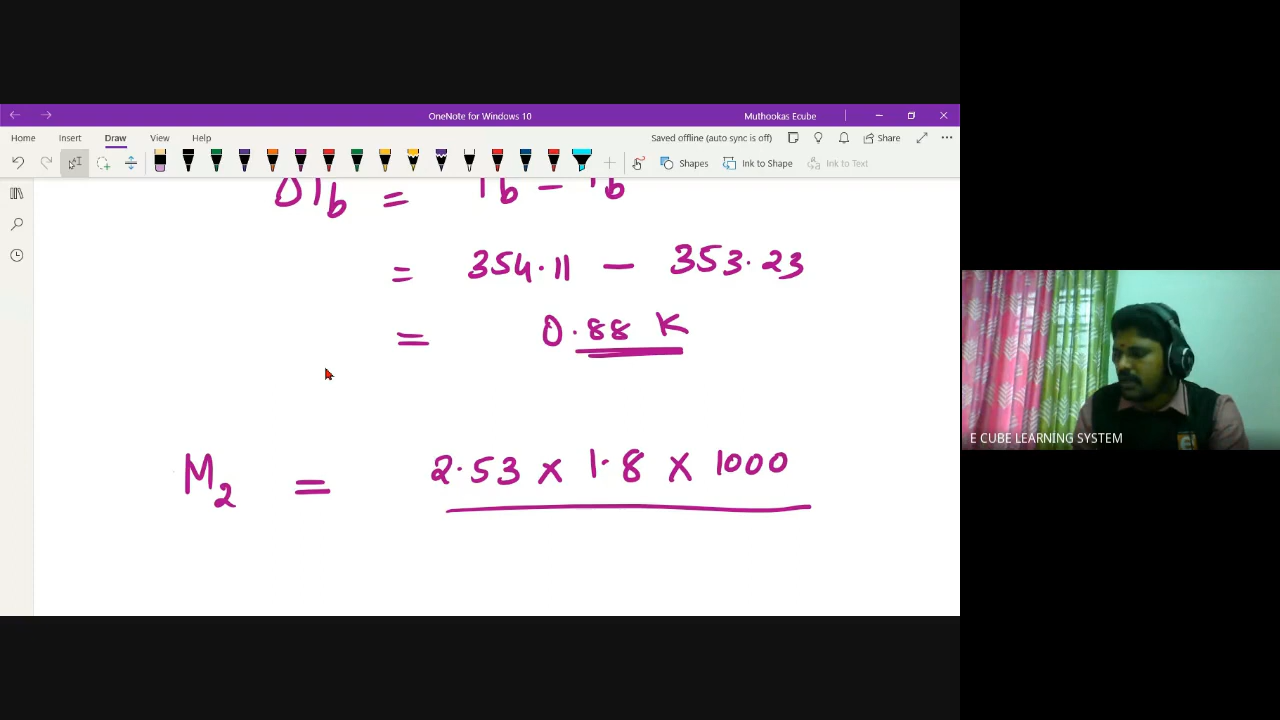 OneNote for Windows 10
Muthookas Ecube
Home Insert Draw View Help
Saved offline (auto sync is off) Share
Shapes Ink to Shape Ink to Text
ΔTb = Tb − T°b
= 354.11 − 353.23
= 0.88 K
M2 = 2.53 x 1.8 x 1000
E CUBE LEARNING SYSTEM